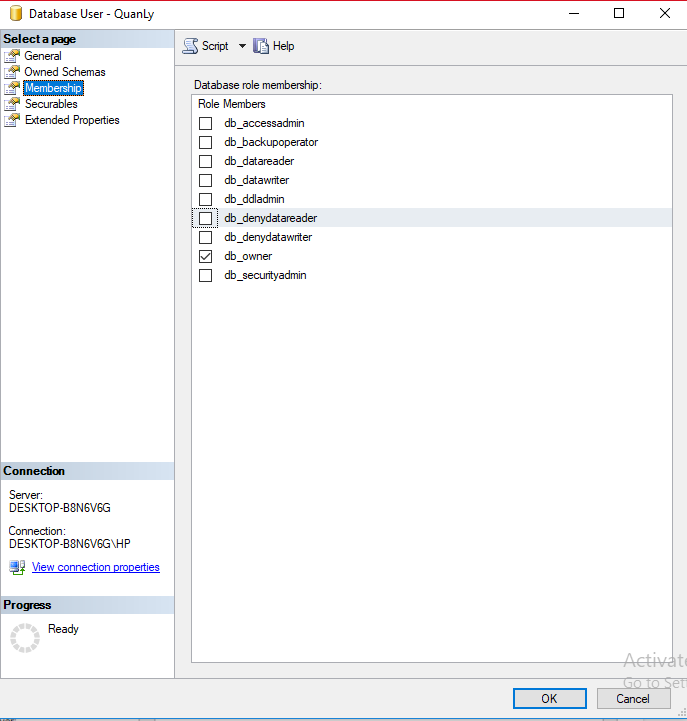 Database User - QuanLy
Select a page
General
Owned Schemas
Membership
Securables
Extended Properties
Script
Help
Database role membership:
Role Members
db_accessadmin
db_backupoperator
db_datareader
db_datawriter
db_ddladmin
db_denydatareader
db_denydatawriter
db_owner
db_securityadmin
Connection
Server:
DESKTOP-B8N6V6G
Connection:
DESKTOP-B8N6V6G\HP
View connection properties
Progress
Ready
Activate
Go to Set
OK
Cancel